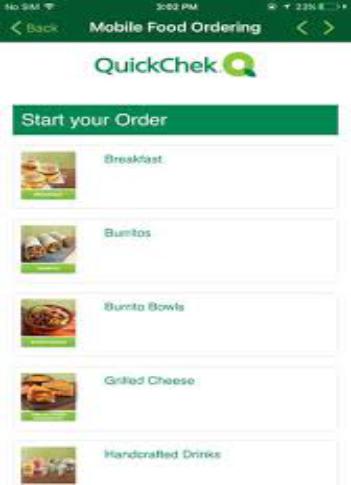 No SIM 3:02 PM 23%
Back Mobile Food Ordering
QuickChek
Start your Order
Breakfast
Burritos
Burrito Bowls
Grilled Cheese
Handcrafted Drinks